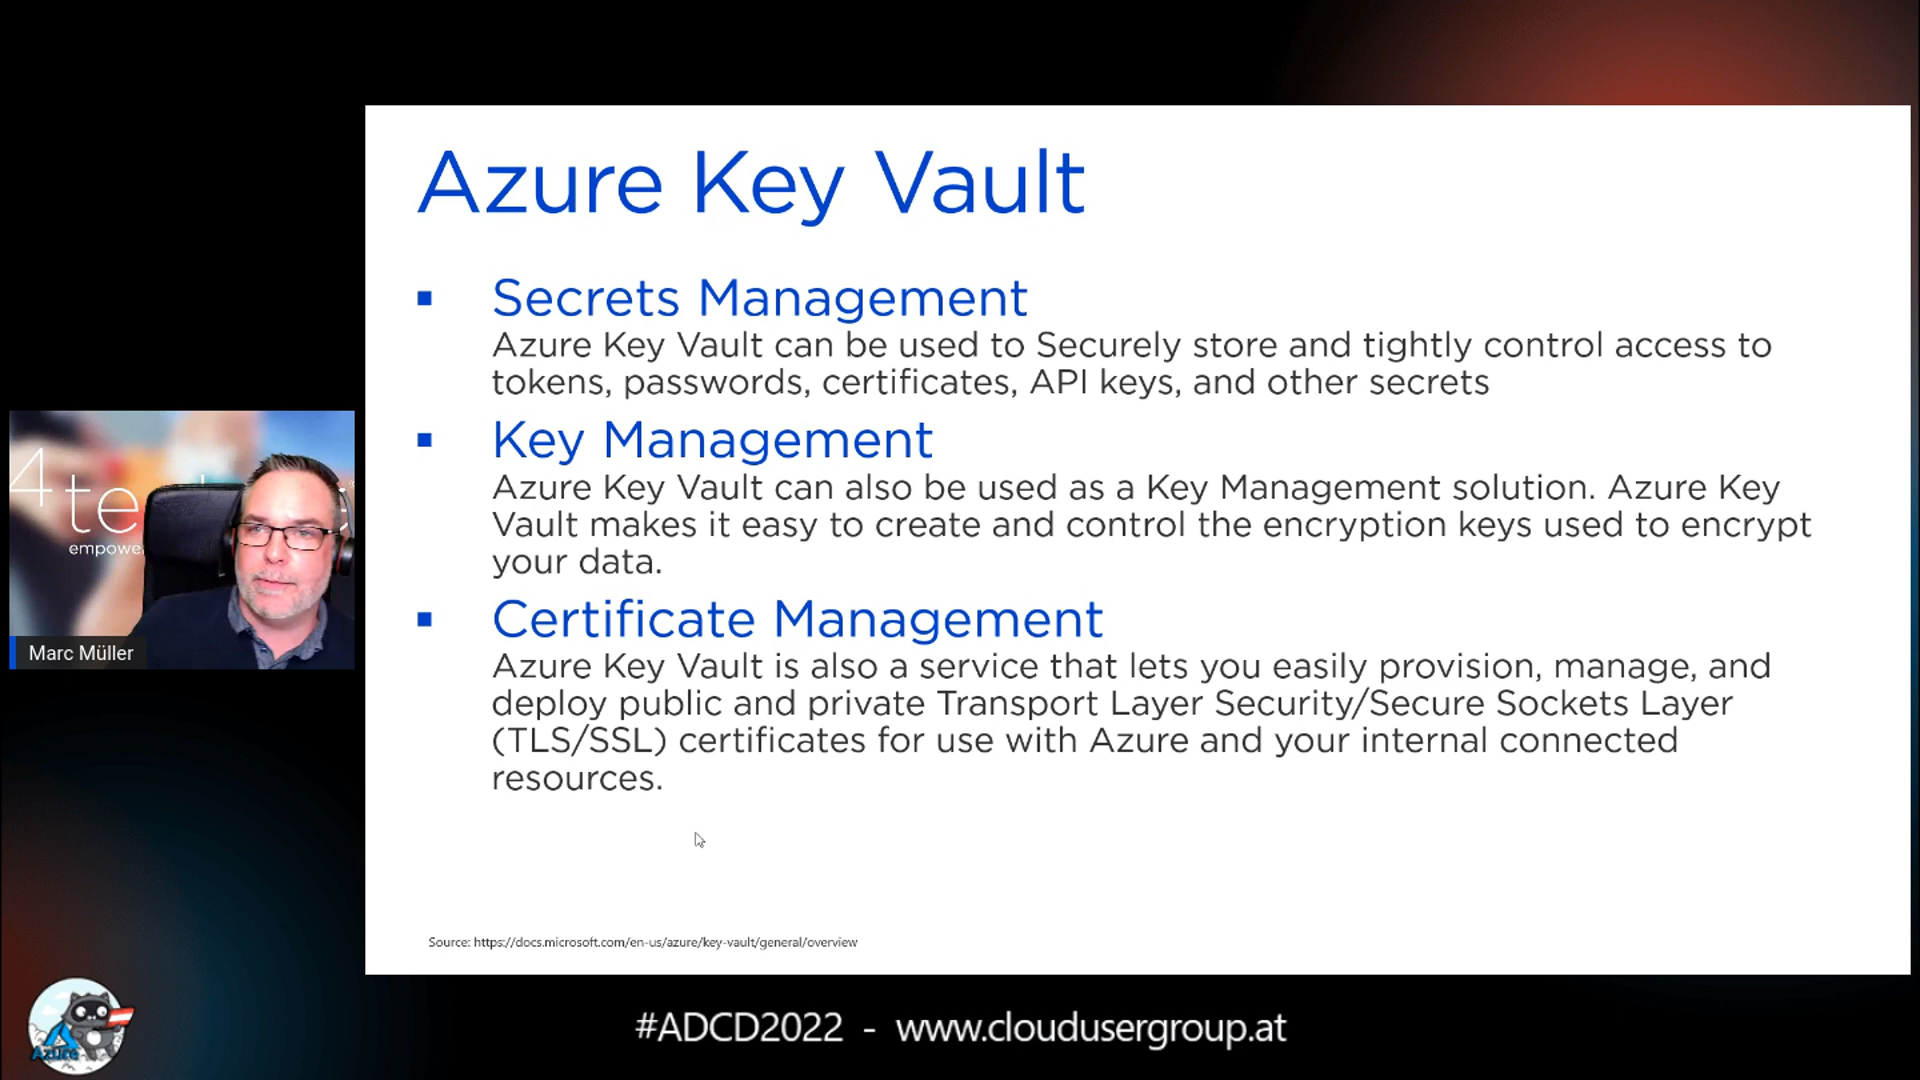 Azure Key Vault
Secrets Management
Azure Key Vault can be used to Securely store and tightly control access to
tokens, passwords, certificates, API keys, and other secrets
Key Management
Azure Key Vault can also be used as a Key Management solution. Azure Key
Vault makes it easy to create and control the encryption keys used to encrypt
your data.
Certificate Management
Azure Key Vault is also a service that lets you easily provision, manage, and
deploy public and private Transport Layer Security/Secure Sockets Layer
(TLS/SSL) certificates for use with Azure and your internal connected
resources.
Source: https://docs.microsoft.com/en-us/azure/key-vault/general/overview
4te
empower
Marc Müller
Azure
#ADCD2022 - www.cloudusergroup.at